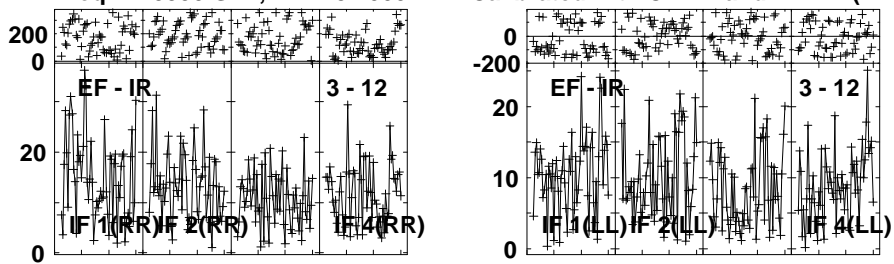 200
0
EF - IR
3 - 12
20
IF 1(RR)
IF 2(RR)
IF 4(RR)
0
0
-200
EF - IR
3 - 12
20
10
IF 1(LL)
IF 2(LL)
IF 4(LL)
0